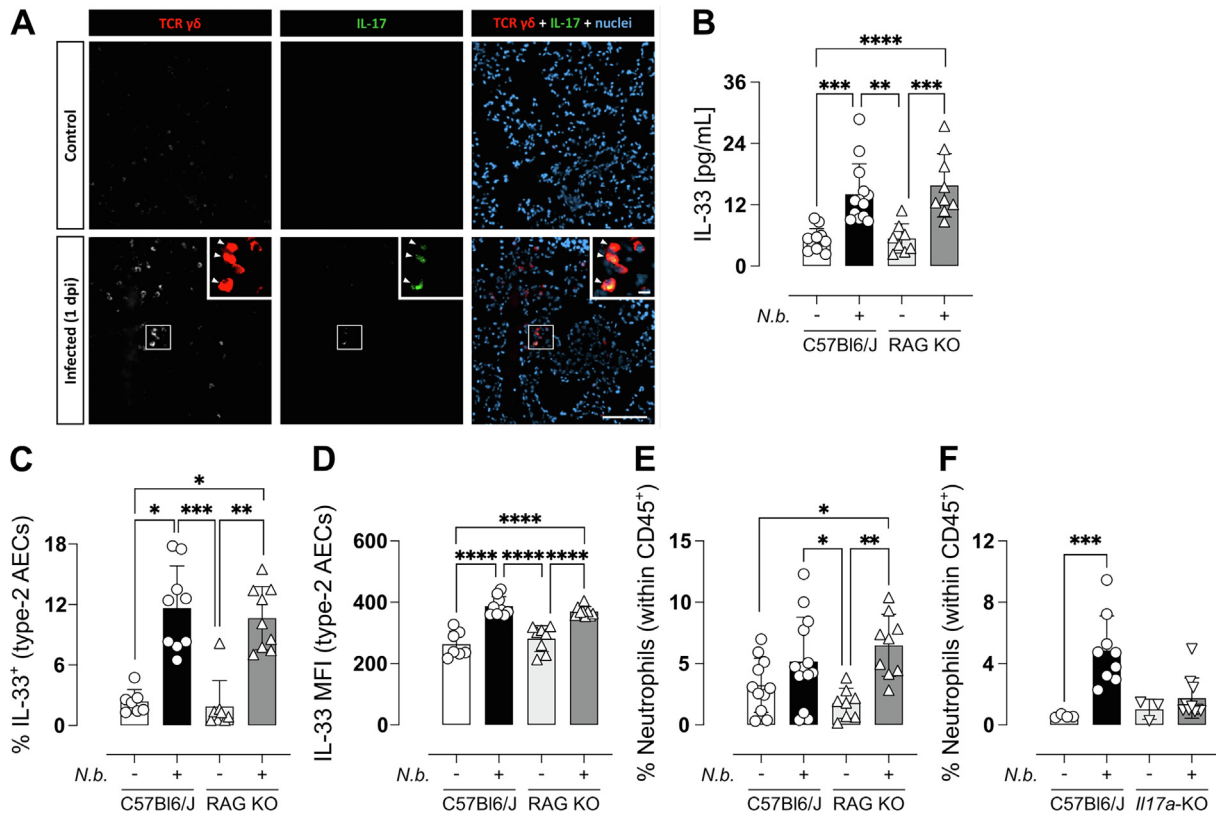 A
TCR γδ
IL-17
TCR γδ + IL-17 + nuclei
Control
Infected (1 dpi)
B
IL-33 [pg/mL]
36
24
12
0
****
*** ** ***
N.b. - + - +
C57Bl6/J RAG KO
C
% IL-33⁺ (type-2 AECs)
18
12
6
0
*
* *** **
N.b. - + - +
C57Bl6/J RAG KO
D
IL-33 MFI (type-2 AECs)
600
400
200
0
****
**** **** ****
N.b. - + - +
C57Bl6/J RAG KO
E
% Neutrophils (within CD45⁺)
15
10
5
0
*
* **
N.b. - + - +
C57Bl6/J RAG KO
F
% Neutrophils (within CD45⁺)
12
8
4
0
***
N.b. - + - +
C57Bl6/J Il17a-KO